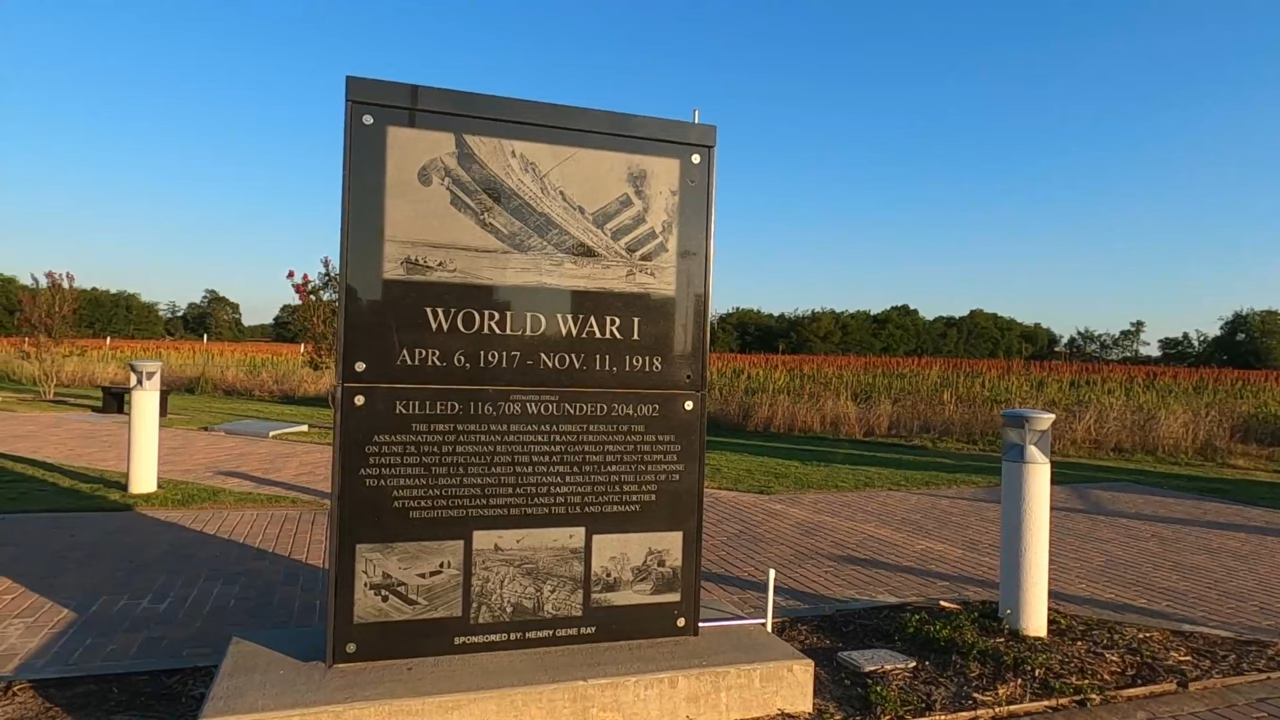 WORLD WAR I
APR. 6, 1917 - NOV. 11, 1918
ESTIMATED TOTALS
KILLED: 116,708 WOUNDED 204,002
THE FIRST WORLD WAR BEGAN AS A DIRECT RESULT OF THE
ASSASSINATION OF AUSTRIAN ARCHDUKE FRANZ FERDINAND AND HIS WIFE
ON JUNE 28, 1914, BY BOSNIAN REVOLUTIONARY GAVRILO PRINCIP. THE UNITED
STATES DID NOT OFFICIALLY JOIN THE WAR AT THAT TIME BUT SENT SUPPLIES
AND MATERIEL. THE U.S. DECLARED WAR ON APRIL 6, 1917, LARGELY IN RESPONSE
TO A GERMAN U-BOAT SINKING THE LUSITANIA, RESULTING IN THE LOSS OF 128
AMERICAN CITIZENS. OTHER ACTS OF SABOTAGE ON U.S. SOIL AND
ATTACKS ON CIVILIAN SHIPPING LANES IN THE ATLANTIC FURTHER
HEIGHTENED TENSIONS BETWEEN THE U.S. AND GERMANY.
SPONSORED BY: HENRY GENE RAY